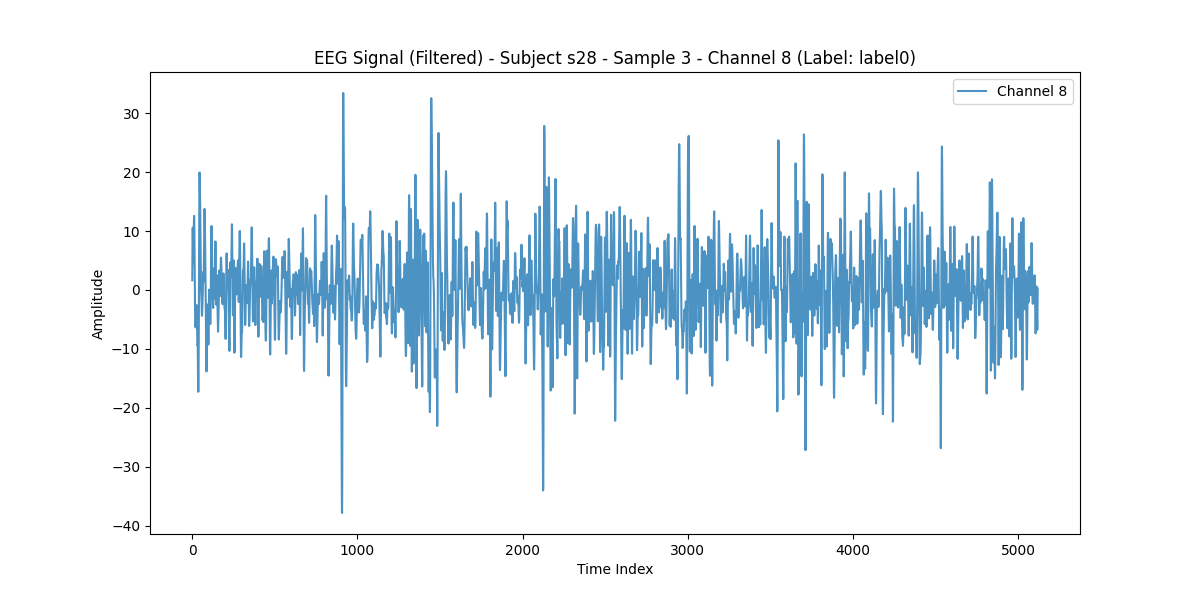 EEG Signal (Filtered) - Subject s28 - Sample 3 - Channel 8 (Label: label0)
Channel 8
30
20
10
0
−10
−20
−30
−40
Amplitude
0 1000 2000 3000 4000 5000
Time Index